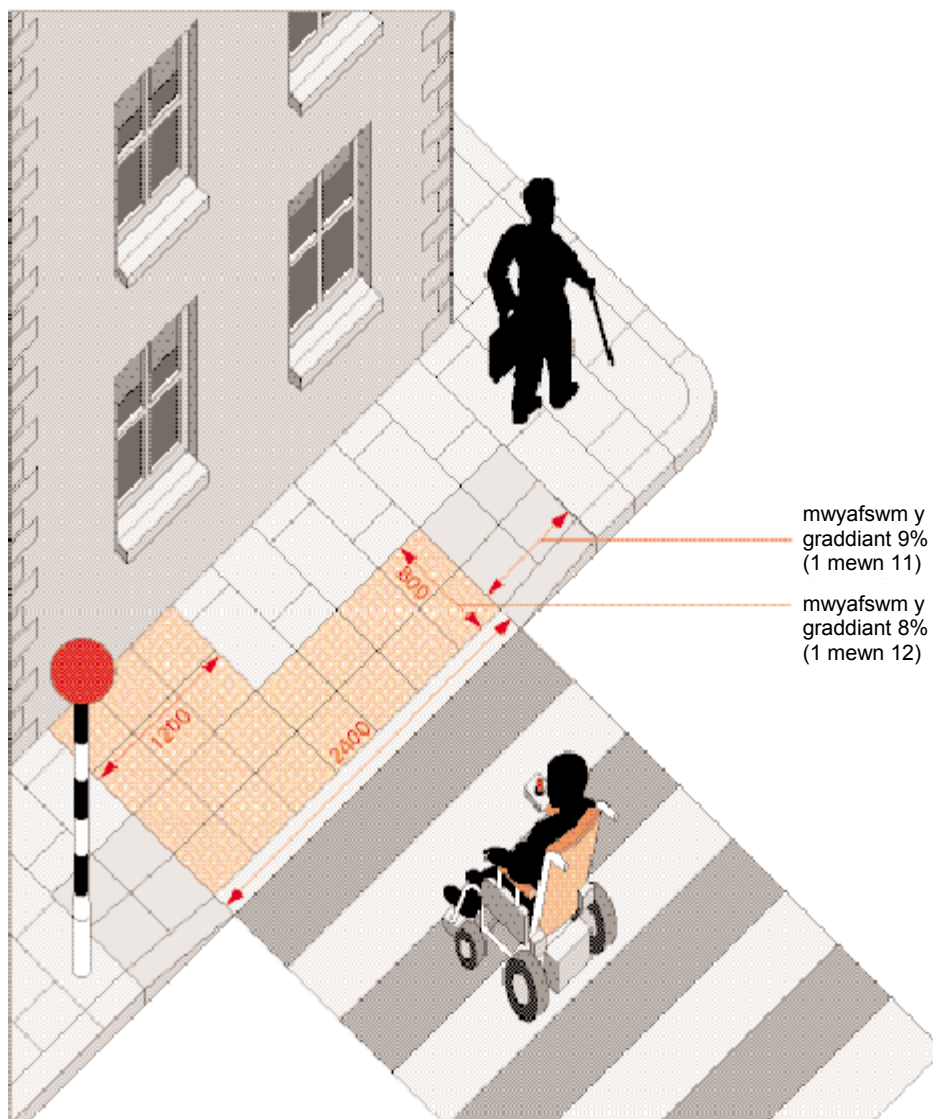 mwyafswm y
graddiant 9%
(1 mewn 11)
800
mwyafswm y
graddiant 8%
(1 mewn 12)
1200
2400